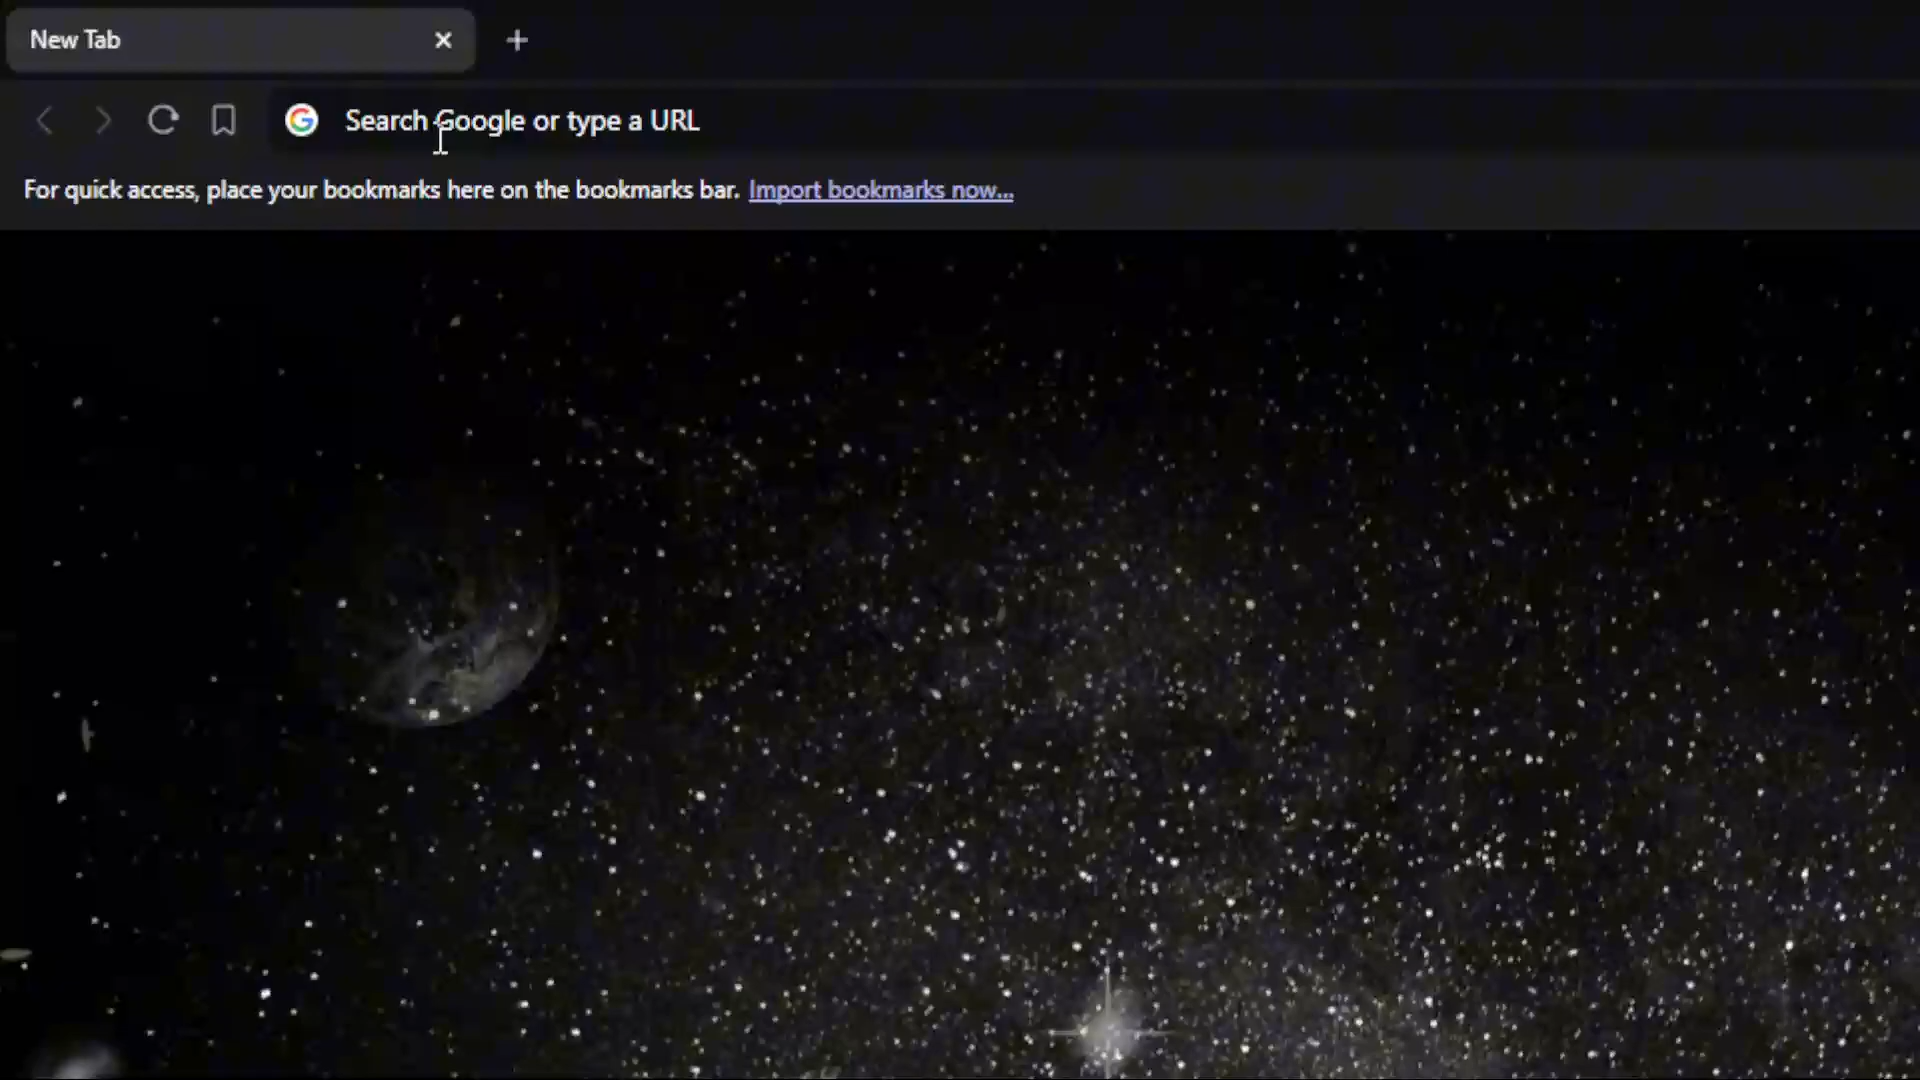 New Tab
Search Google or type a URL
For quick access, place your bookmarks here on the bookmarks bar. Import bookmarks now...